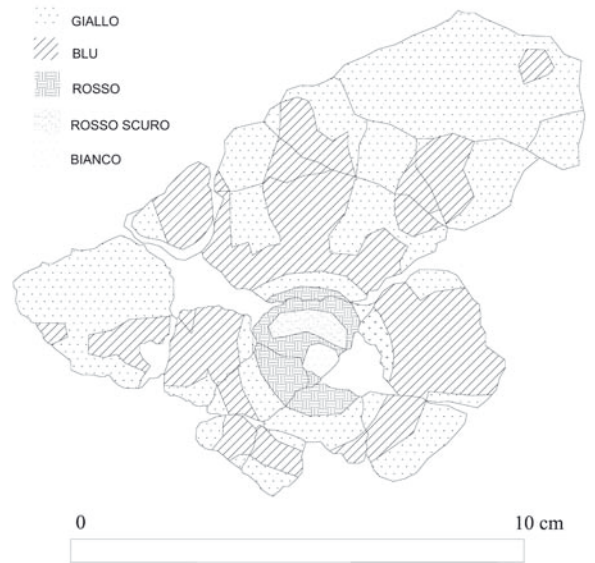 GIALLO
BLU
ROSSO
ROSSO SCURO
BIANCO
0 10 cm